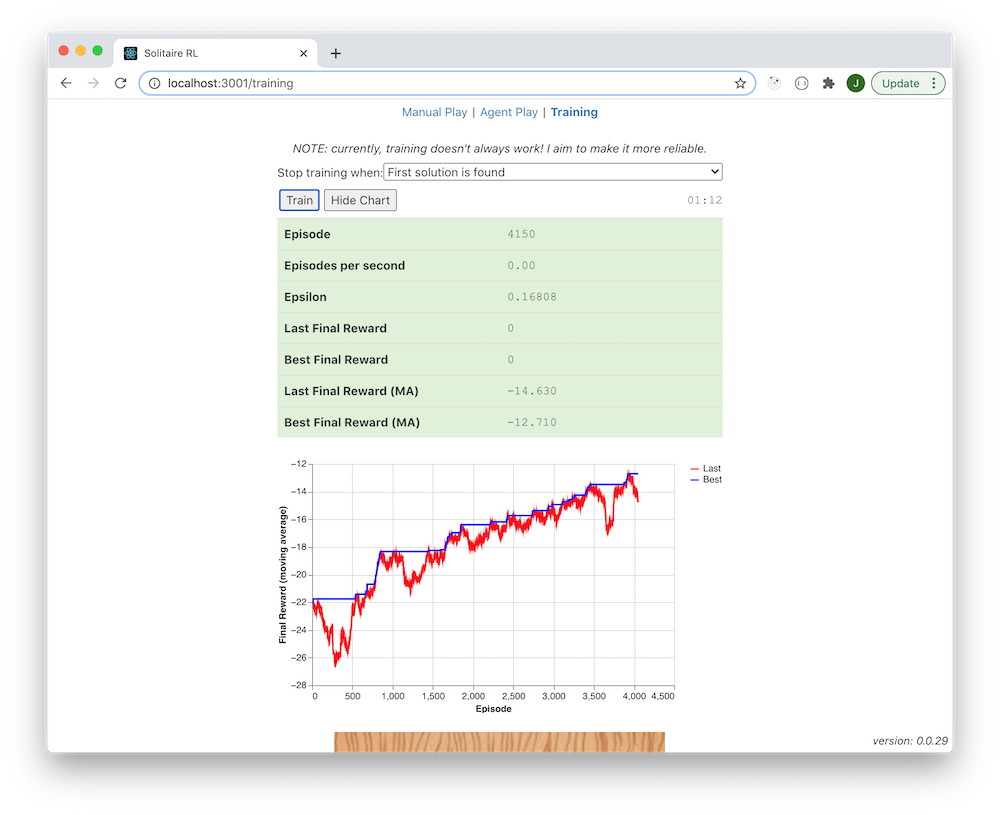 Solitaire RL
localhost:3001/training
J
Update
Manual Play | Agent Play | Training
NOTE: currently, training doesn't always work! I aim to make it more reliable.
Stop training when: First solution is found
Train Hide Chart 01:12
Episode 4150
Episodes per second 0.00
Epsilon 0.16808
Last Final Reward 0
Best Final Reward 0
Last Final Reward (MA) -14.630
Best Final Reward (MA) -12.710
Last
Best
Final Reward (moving average)
−12
−14
−16
−18
−20
−22
−24
−26
−28
0 500 1,000 1,500 2,000 2,500 3,000 3,500 4,000 4,500
Episode
version: 0.0.29